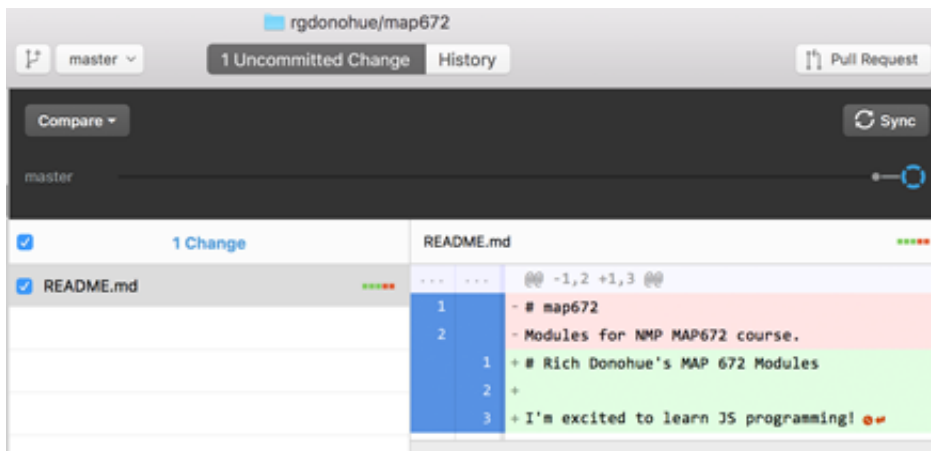 rgdonohue/map672
master 1 Uncommitted Change History Pull Request
Compare Sync
master
1 Change README.md
README.md ... ... @@ -1,2 +1,3 @@
1 - # map672
2 - Modules for NMP MAP672 course.
1 + # Rich Donohue's MAP 672 Modules
2 +
3 + I'm excited to learn JS programming!